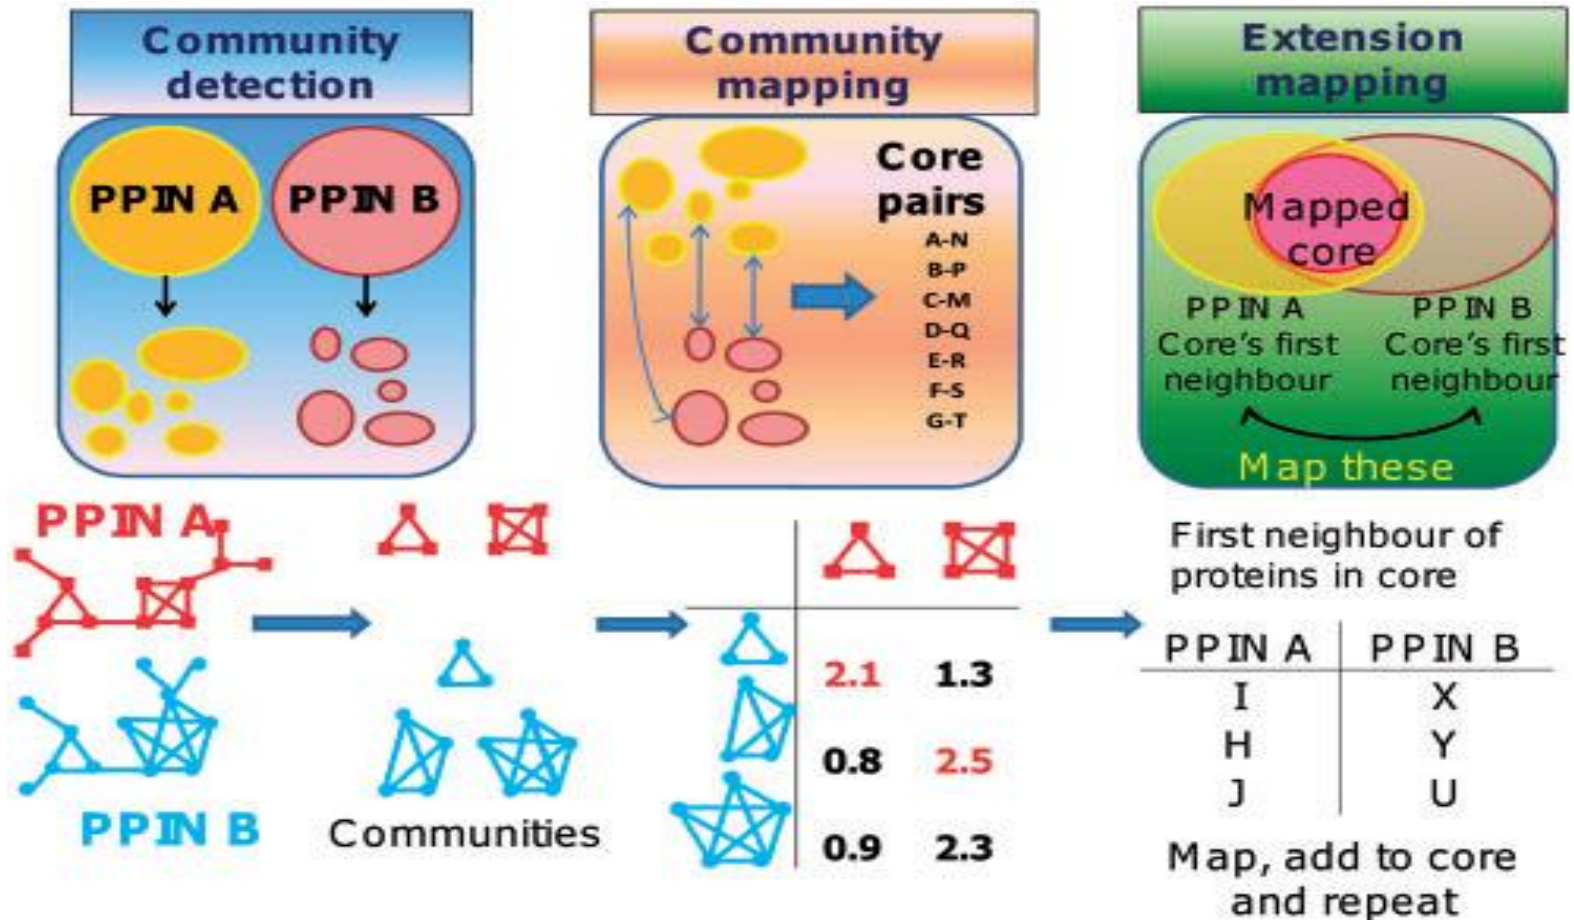 Community
detection
PPIN A
PPIN B
Community
mapping
Core
pairs
A-N
B-P
C-M
D-Q
E-R
F-S
G-T
Extension
mapping
Mapped
core
PPIN A
Core's first
neighbour
PPIN B
Core's first
neighbour
Map these
PPIN A
PPIN B
Communities
2.1 1.3
0.8 2.5
0.9 2.3
First neighbour of
proteins in core
PPIN A PPIN B
I X
H Y
J U
Map, add to core
and repeat